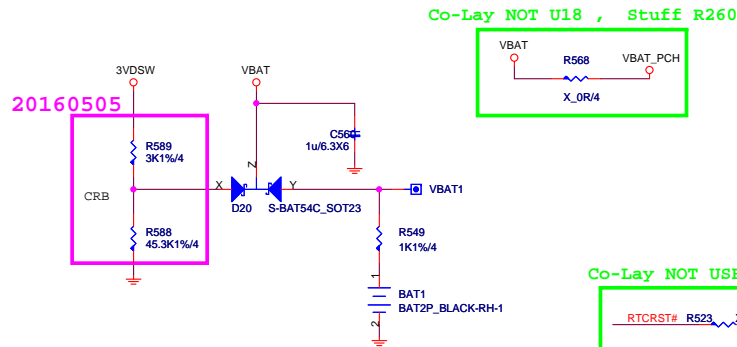 Co-Lay NOT U18 , Stuff R260
VBAT
R568
VBAT_PCH
X_0R/4
3VDSW
VBAT
20160505
R589
3K1%/4
1u/6.3X6
CRB
X
Z
Y
VBAT1
D20
S-BAT54C_SOT23
R588
45.3K1%/4
R549
1K1%/4
1
BAT1
BAT2P_BLACK-RH-1
2
Co-Lay NOT USE
RTCRST#
R523